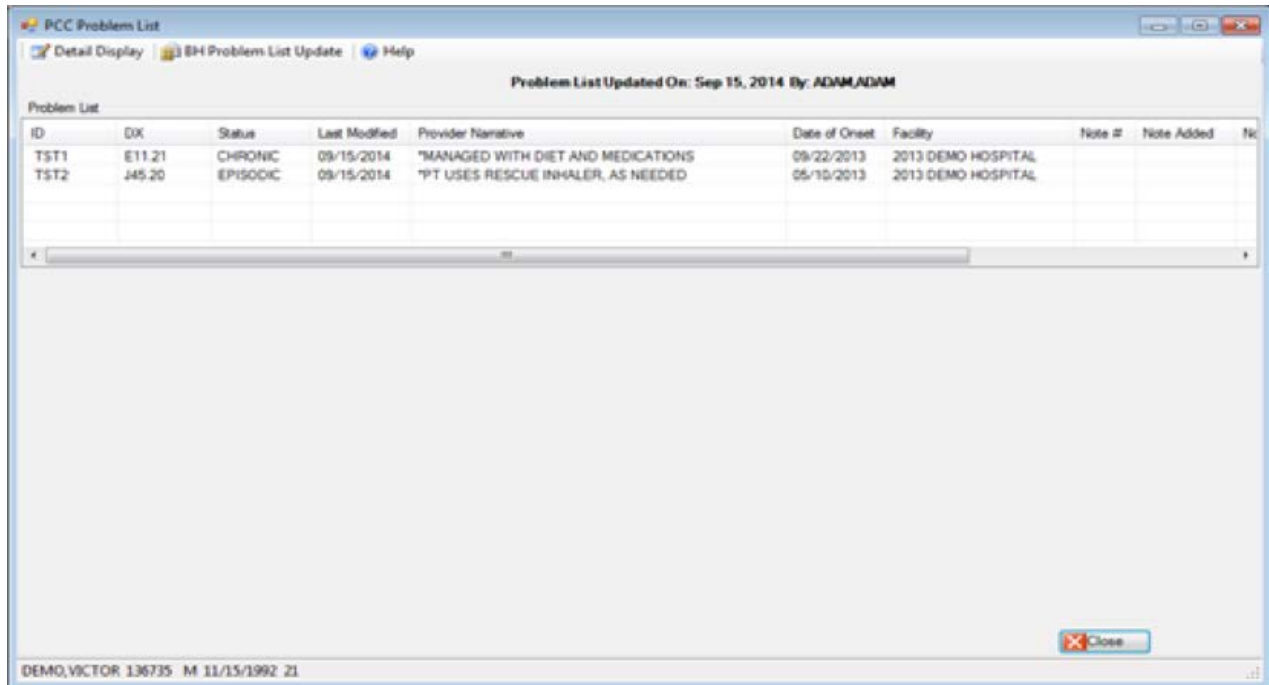 PCC Problem List
Detail Display BH Problem List Update Help
Problem List Updated On: Sep 15, 2014 By: ADAM,ADAM
Problem List
ID DX Status Last Modified Provider Narrative Date of Onset Facility Note # Note Added No
TST1 E11.21 CHRONIC 09/15/2014 "MANAGED WITH DIET AND MEDICATIONS 09/22/2013 2013 DEMO HOSPITAL
TST2 J45.20 EPISODIC 09/15/2014 "PT USES RESCUE INHALER, AS NEEDED 05/10/2013 2013 DEMO HOSPITAL
Close
DEMO,VICTOR 136735 M 11/15/1992 21